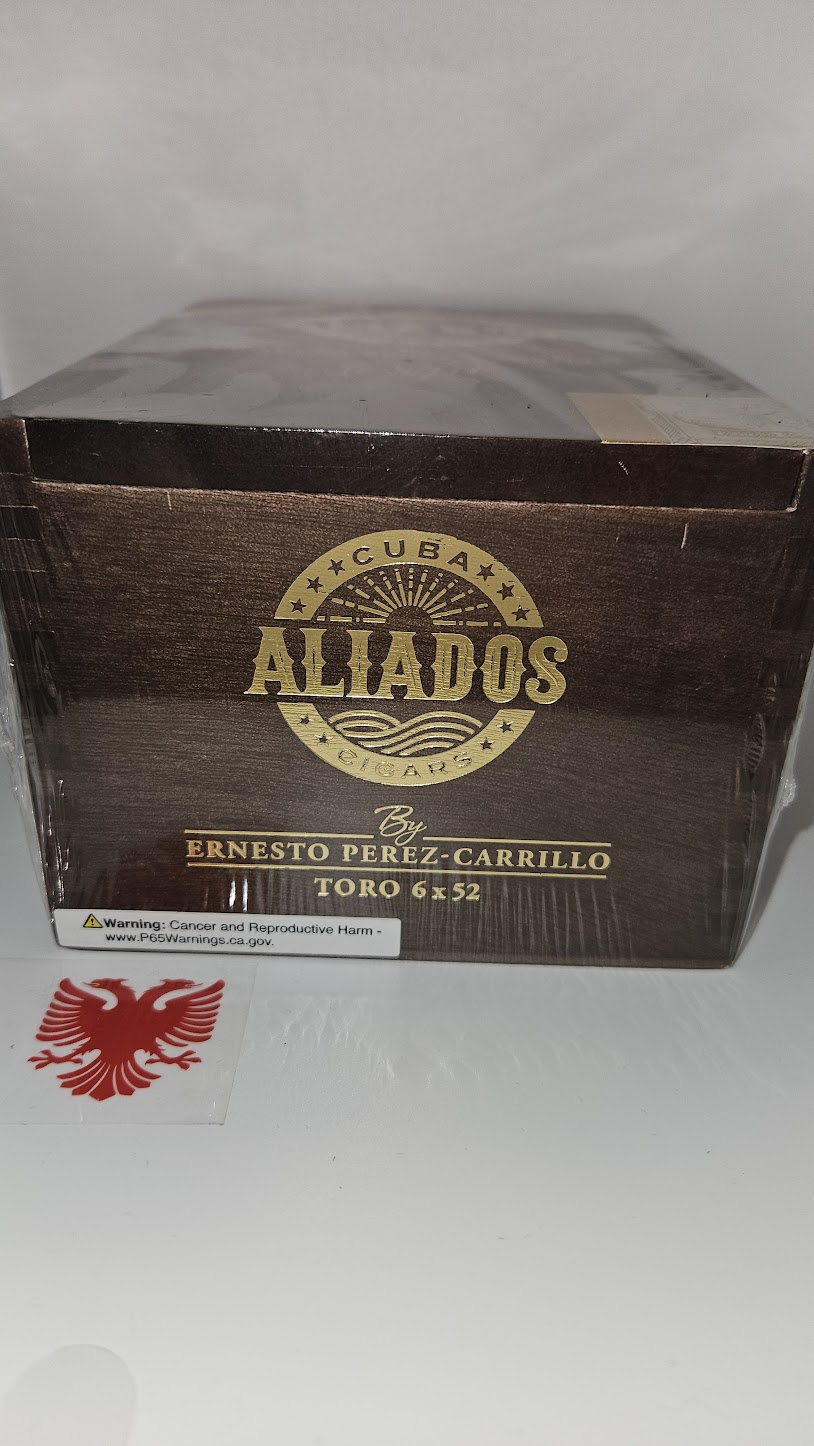 CUBA
ALIADOS
CIGARS
By
ERNESTO PEREZ-CARRILLO
TORO 6 x 52
Warning: Cancer and Reproductive Harm -
www.P65Warnings.ca.gov.